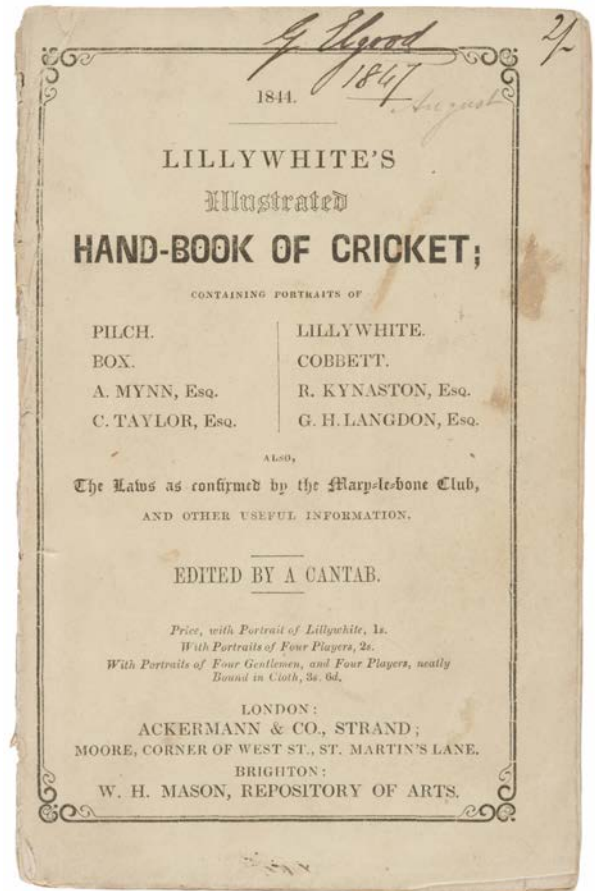 G Elgood
2/-
1847
August
1844.
LILLYWHITE'S
Illustrated
HAND-BOOK OF CRICKET;
CONTAINING PORTRAITS OF
PILCH.
BOX.
A. MYNN, Esq.
C. TAYLOR, Esq.
LILLYWHITE.
COBBETT.
R. KYNASTON, Esq.
G. H. LANGDON, Esq.
ALSO,
The Laws as confirmed by the Mary-le-bone Club,
AND OTHER USEFUL INFORMATION.
EDITED BY A CANTAB.
Price, with Portrait of Lillywhite, 1s.
With Portraits of Four Players, 2s.
With Portraits of Four Gentlemen, and Four Players, neatly
Bound in Cloth, 3s. 6d.
LONDON:
ACKERMANN & CO., STRAND;
MOORE, CORNER OF WEST ST., ST. MARTIN'S LANE.
BRIGHTON:
W. H. MASON, REPOSITORY OF ARTS.